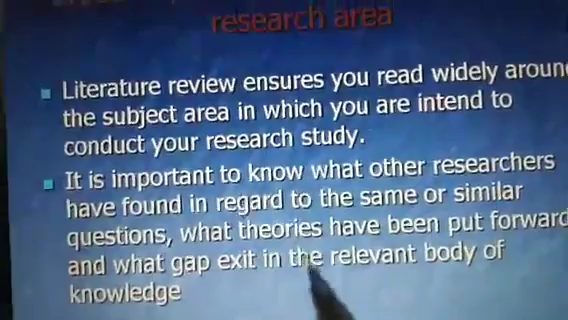 research area
Literature review ensures you read widely
the subject area in which you are intend to
conduct your research study.
It is important to know what other researchers
have found in regard to the same or similar
questions, what theories have been put forward
and what gap exit in the relevant body of
knowledge